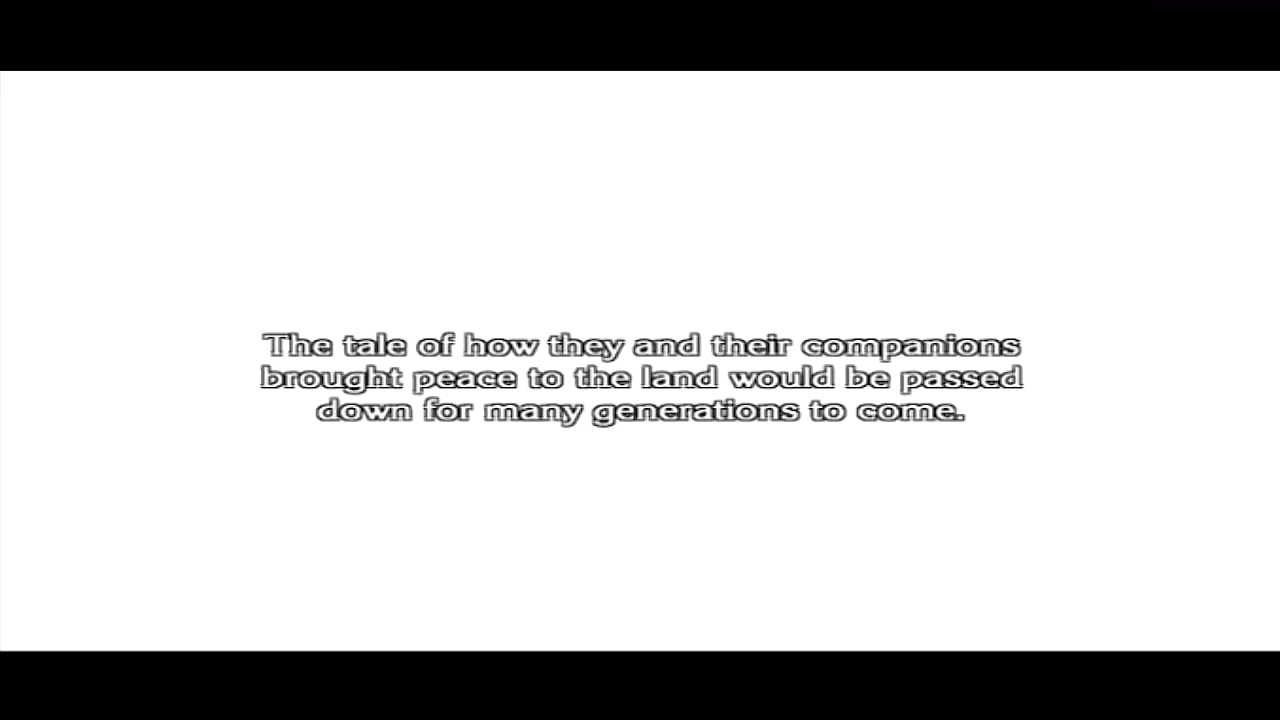 The tale of how they and their companions
brought peace to the land would be passed
down for many generations to come.